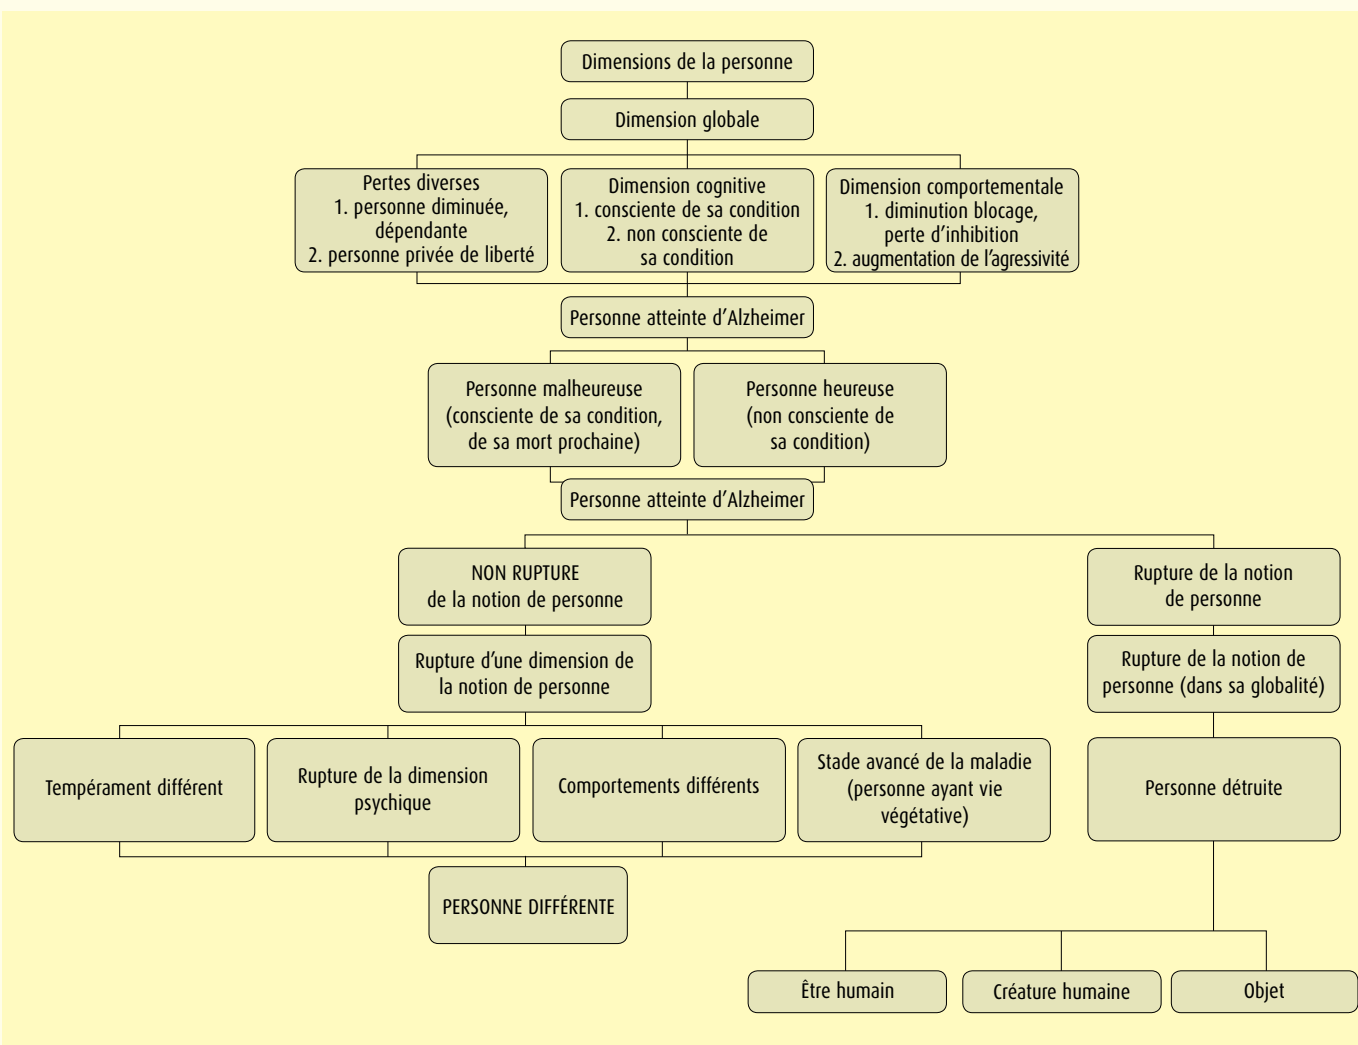 Dimensions de la personne
Dimension globale
Pertes diverses
1. personne diminuée,
dépendante
2. personne privée de liberté
Dimension cognitive
1. consciente de sa condition
2. non consciente de
sa condition
Dimension comportementale
1. diminution blocage,
perte d'inhibition
2. augmentation de l'agressivité
Personne atteinte d'Alzheimer
Personne malheureuse
(consciente de sa condition,
de sa mort prochaine)
Personne heureuse
(non consciente de
sa condition)
Personne atteinte d'Alzheimer
NON RUPTURE
de la notion de personne
Rupture de la notion
de personne
Rupture d'une dimension de
la notion de personne
Rupture de la notion de
personne (dans sa globalité)
Tempérament différent
Rupture de la dimension
psychique
Comportements différents
Stade avancé de la maladie
(personne ayant vie
végétative)
Personne détruite
PERSONNE DIFFÉRENTE
Être humain
Créature humaine
Objet